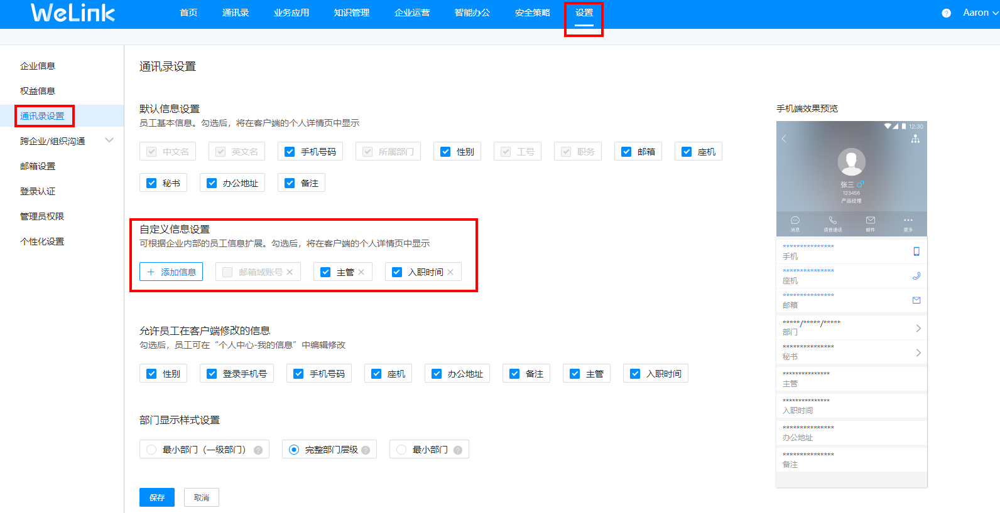 WeLink 首页 通讯录 业务应用 知识管理 企业运营 智能办公 安全策略 设置 ? Aaron
企业信息
权益信息
通讯录设置
跨企业/组织沟通
邮箱设置
登录认证
管理员权限
个性化设置
通讯录设置
默认信息设置
员工基本信息。勾选后，将在客户端的个人详情页中显示
中文名 英文名 手机号码 所属部门 性别 工号 职务 邮箱 座机
秘书 办公地址 备注
自定义信息设置
可根据企业内部的员工信息扩展。勾选后，将在客户端的个人详情页中显示
+ 添加信息 邮箱域账号 × 主管 × 入职时间 ×
允许员工在客户端修改的信息
勾选后，员工可在“个人中心-我的信息”中编辑修改
性别 登录手机号 手机号码 座机 办公地址 备注 主管 入职时间
部门显示样式设置
最小部门（一级部门） ? 完整部门层级 ? 最小部门 ?
保存 取消
手机端效果预览
12:30
张三
123456
产品经理
消息 语音通话 邮件 更多
***************
手机
***************
座机
***************
邮箱
*****/*****/*****
部门
***************
秘书
**************
主管
**************
入职时间
***************
办公地址
***************
备注